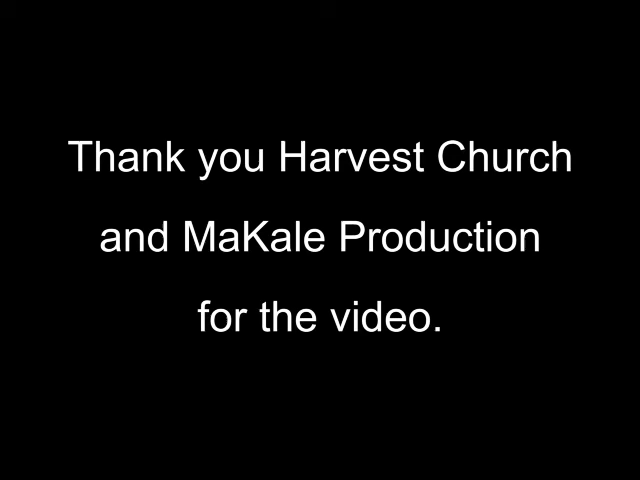 Thank you Harvest Church
and MaKale Production
for the video.